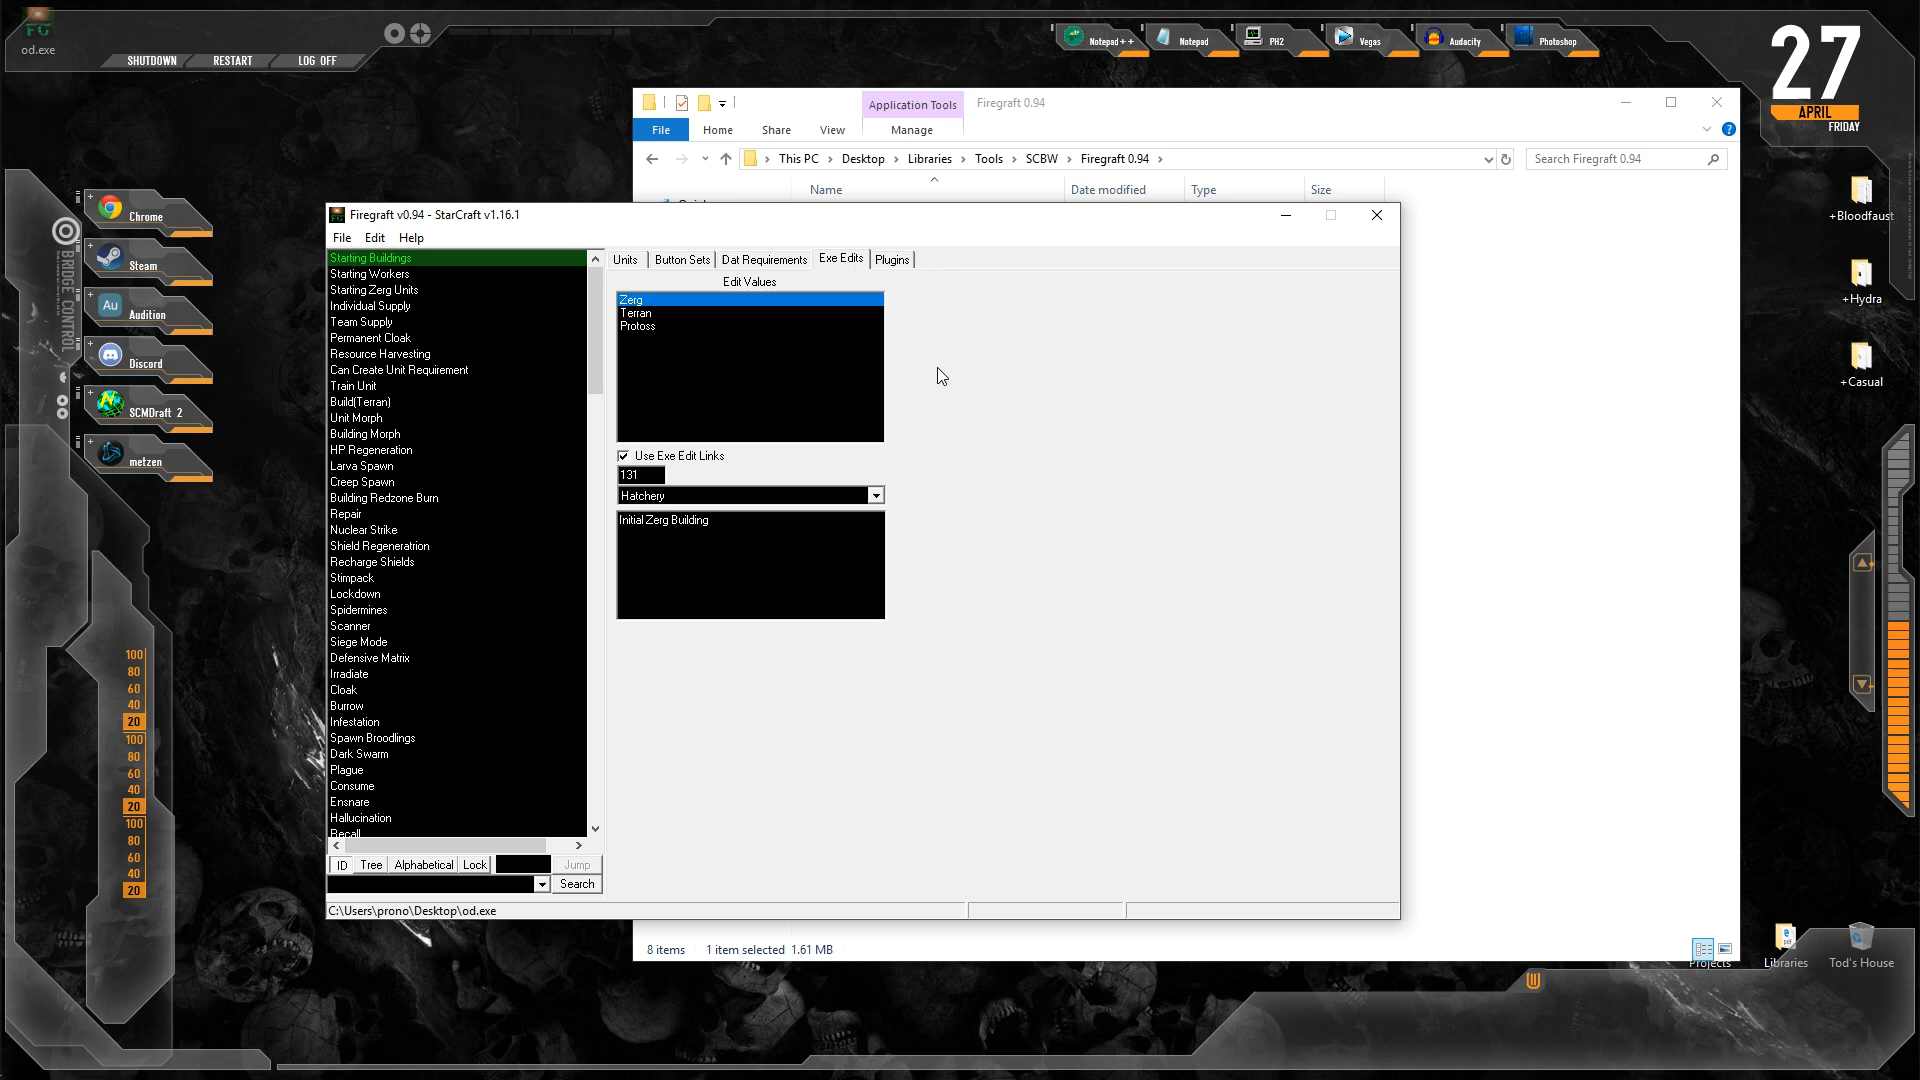 FG
od.exe
SHUTDOWN
RESTART
LOG OFF
Notepad++
Notepad
PH2
Vegas
Audacity
Photoshop
27
APRIL
FRIDAY
BRIDGE CONTROL
+ Chrome
+ Steam
+ Au Audition
+ Discord
+ SCMDraft 2
+ metzen
+Bloodfaust
+Hydra
+Casual
Application Tools
Firegraft 0.94
File
Home
Share
View
Manage
This PC
Desktop
Libraries
Tools
SCBW
Firegraft 0.94
Search Firegraft 0.94
Name
Date modified
Type
Size
Firegraft v0.94 - StarCraft v1.16.1
File
Edit
Help
Starting Buildings
Starting Workers
Starting Zerg Units
Individual Supply
Team Supply
Permanent Cloak
Resource Harvesting
Can Create Unit Requirement
Train Unit
Build(Terran)
Unit Morph
Building Morph
HP Regeneration
Larva Spawn
Creep Spawn
Building Redzone Burn
Repair
Nuclear Strike
Shield Regeneratrion
Recharge Shields
Stimpack
Lockdown
Spidermines
Scanner
Siege Mode
Defensive Matrix
Irradiate
Cloak
Burrow
Infestation
Spawn Broodlings
Dark Swarm
Plague
Consume
Ensnare
Hallucination
Recall
ID
Tree
Alphabetical
Lock
Jump
Search
Units
Button Sets
Dat Requirements
Exe Edits
Plugins
Edit Values
Zerg
Terran
Protoss
Use Exe Edit Links
131
Hatchery
Initial Zerg Building
C:\Users\prono\Desktop\od.exe
8 items
1 item selected 1.61 MB
100
80
60
40
20
100
80
60
40
20
100
80
60
40
20
Projects
Libraries
Tod's House